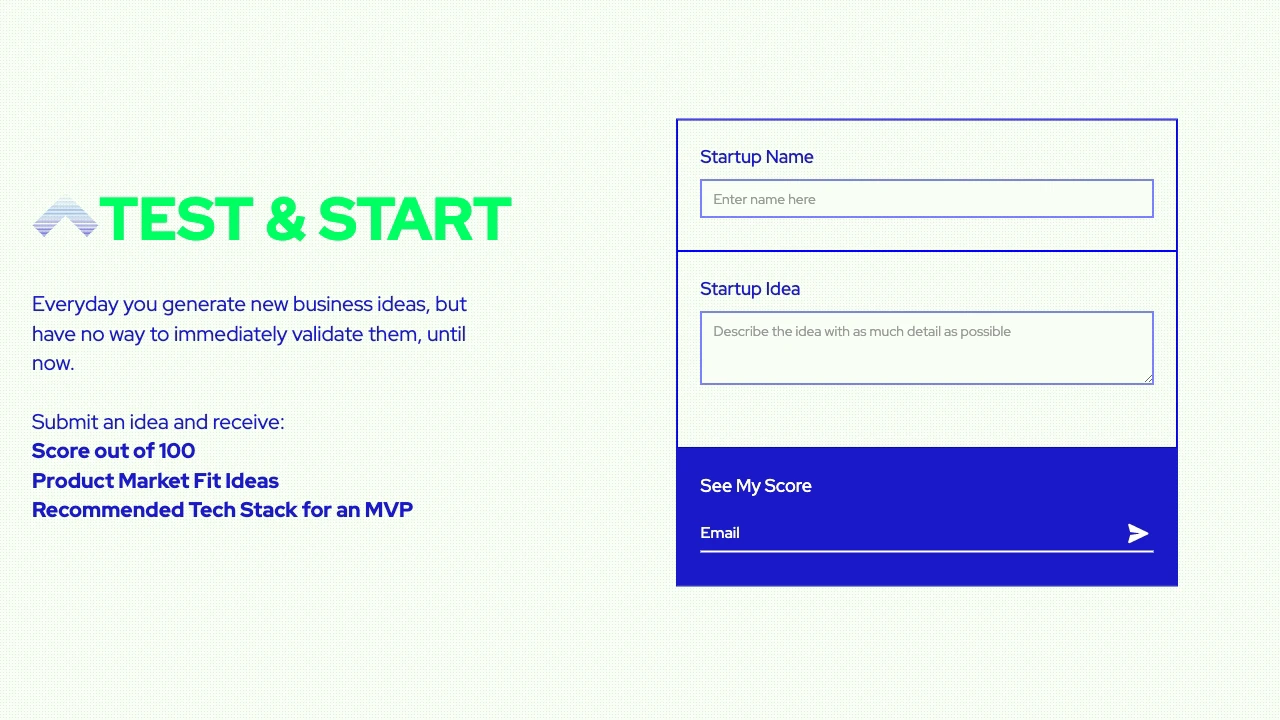 TEST & START
Everyday you generate new business ideas, but
have no way to immediately validate them, until
now.
Submit an idea and receive:
Score out of 100
Product Market Fit Ideas
Recommended Tech Stack for an MVP
Startup Name
Enter name here
Startup Idea
Describe the idea with as much detail as possible
See My Score
Email